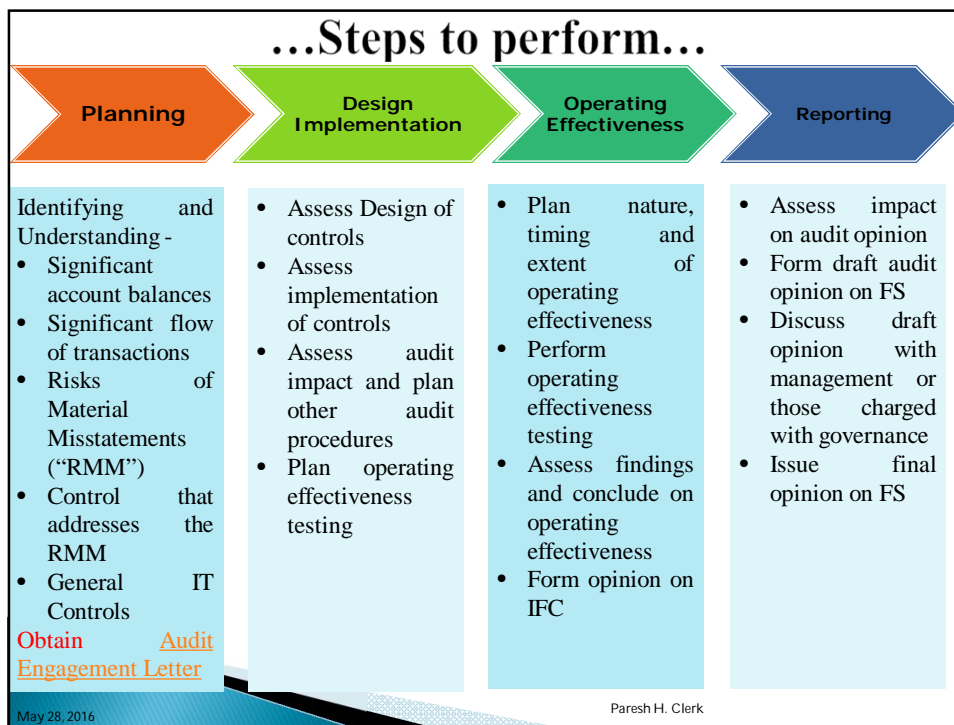 …Steps to perform…
Planning
Design
Implementation
Operating
Effectiveness
Reporting
Identifying and
Understanding -
• Significant
account balances
• Significant flow
of transactions
• Risks of
Material
Misstatements
(“RMM”)
• Control that
addresses the
RMM
• General IT
Controls
Obtain Audit
Engagement Letter
• Assess Design of
controls
• Assess
implementation
of controls
• Assess audit
impact and plan
other audit
procedures
• Plan operating
effectiveness
testing
• Plan nature,
timing and
extent of
operating
effectiveness
• Perform
operating
effectiveness
testing
• Assess findings
and conclude on
operating
effectiveness
• Form opinion on
IFC
• Assess impact
on audit opinion
• Form draft audit
opinion on FS
• Discuss draft
opinion with
management or
those charged
with governance
• Issue final
opinion on FS
May 28, 2016
Paresh H. Clerk